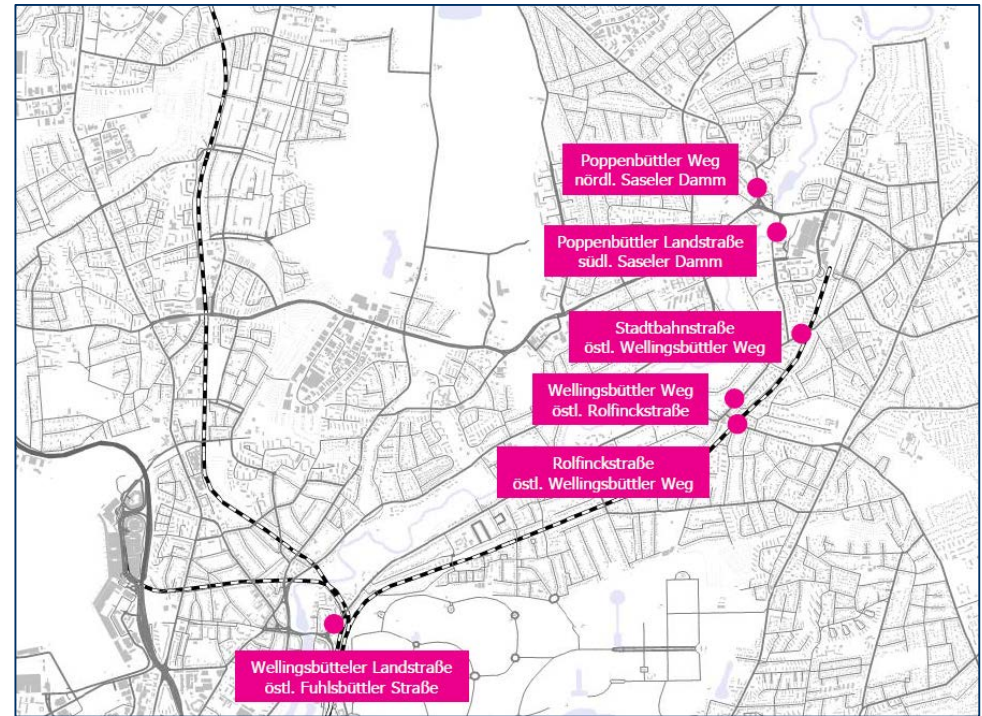 Poppenbüttler Weg
nördl. Saseler Damm
Poppenbüttler Landstraße
südl. Saseler Damm
Stadtbahnstraße
östl. Wellingsbüttler Weg
Wellingsbüttler Weg
östl. Rolfinckstraße
Rolfinckstraße
östl. Wellingsbüttler Weg
Wellingsbütteler Landstraße
östl. Fuhlsbüttler Straße